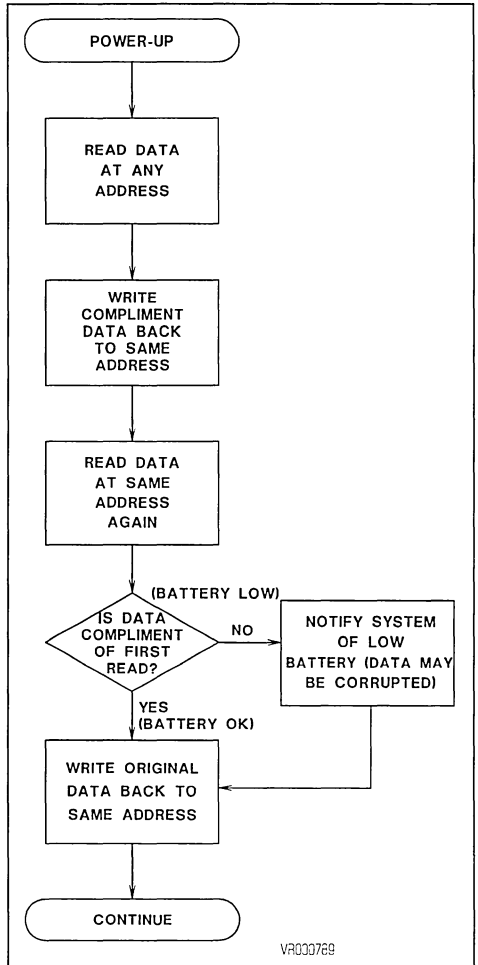 POWER-UP
READ DATA
AT ANY
ADDRESS
WRITE
COMPLIMENT
DATA BACK
TO SAME
ADDRESS
READ DATA
AT SAME
ADDRESS
AGAIN
(BATTERY LOW)
IS DATA
COMPLIMENT
OF FIRST
READ?
NO
NOTIFY SYSTEM
OF LOW
BATTERY (DATA MAY
BE CORRUPTED)
YES
(BATTERY OK)
WRITE ORIGINAL
DATA BACK TO
SAME ADDRESS
CONTINUE
VR000789